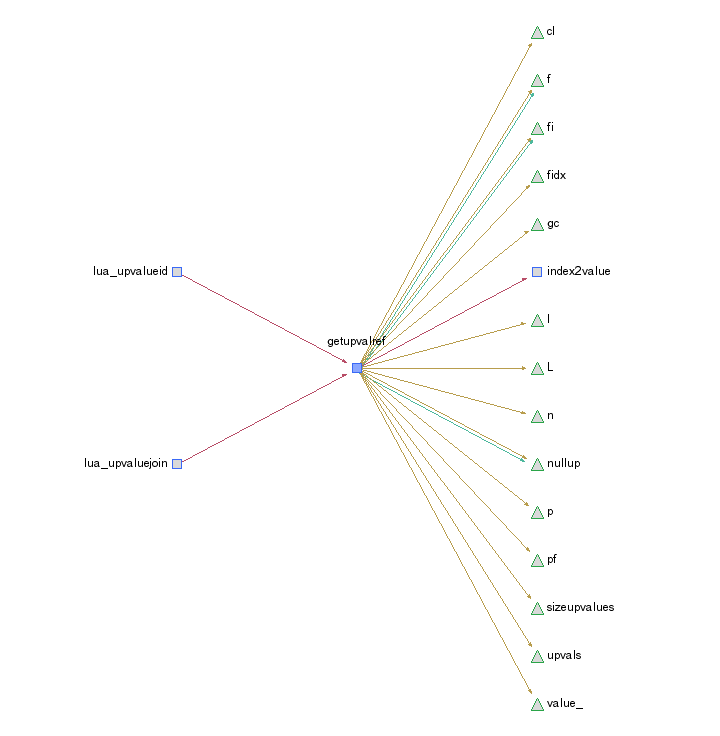 cl
f
fi
fidx
gc
lua_upvalueid
index2value
l
getupvalref
L
n
lua_upvaluejoin
nullup
p
pf
sizeupvalues
upvals
value_